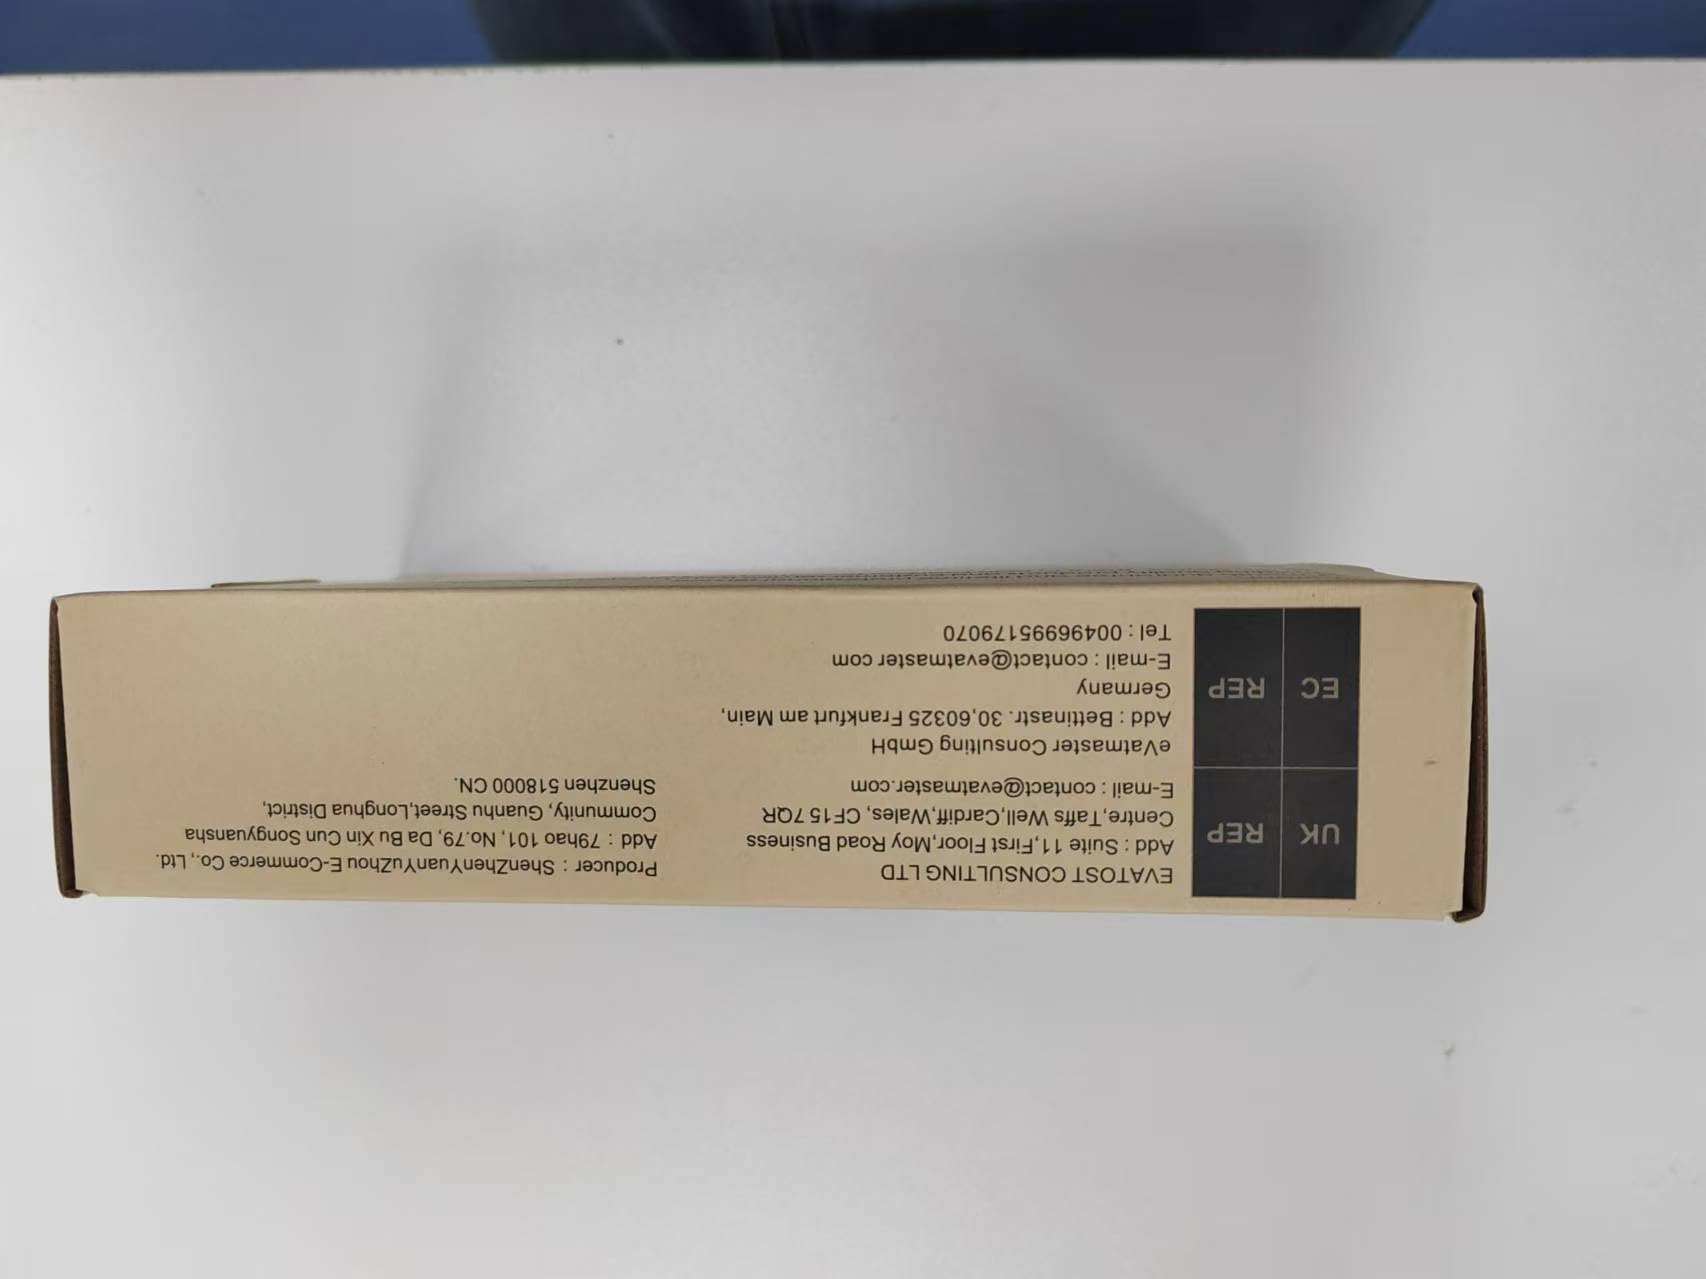 UK REP
EVATOST CONSULTING LTD
Add : Suite 11,First Floor,Moy Road Business
Centre,Taffs Well,Cardiff,Wales, CF15 7QR
E-mail : contact@evatmaster.com
EC REP
eVatmaster Consulting GmbH
Add : Bettinastr. 30,60325 Frankfurt am Main,
Germany
E-mail : contact@evatmaster com
Tel : 0049699517​9070
Producer : ShenZhenYuanYuZhou E-Commerce Co., Ltd.
Add : 79hao 101, No.79, Da Bu Xin Cun Songyuansha
Community, Guanhu Street,Longhua District,
Shenzhen 518000 CN.